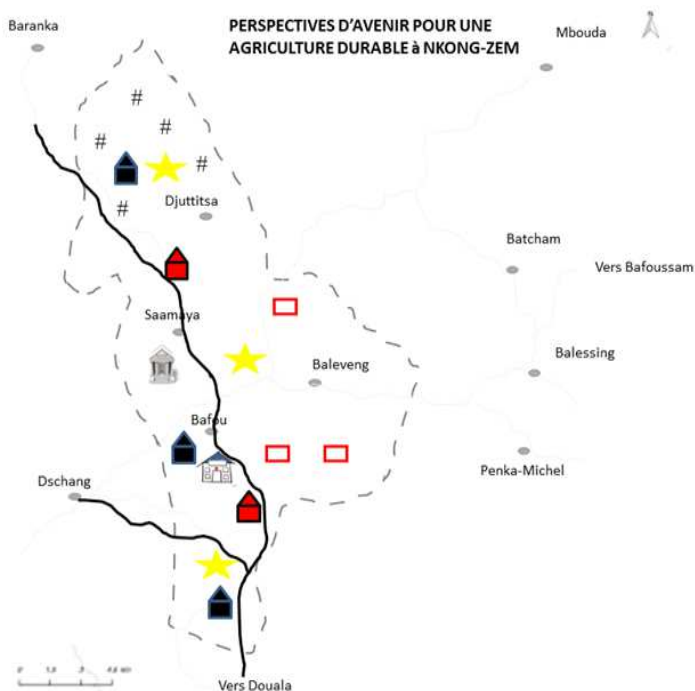 PERSPECTIVES D'AVENIR POUR UNE
AGRICULTURE DURABLE à NKONG-ZEM
Baranka
Mbouda
#
#
#
#
#
Djuttitsa
Batcham
Vers Bafoussam
Saamaya
Baleveng
Balessing
Bafou
Penka-Michel
Dschang
Vers Douala